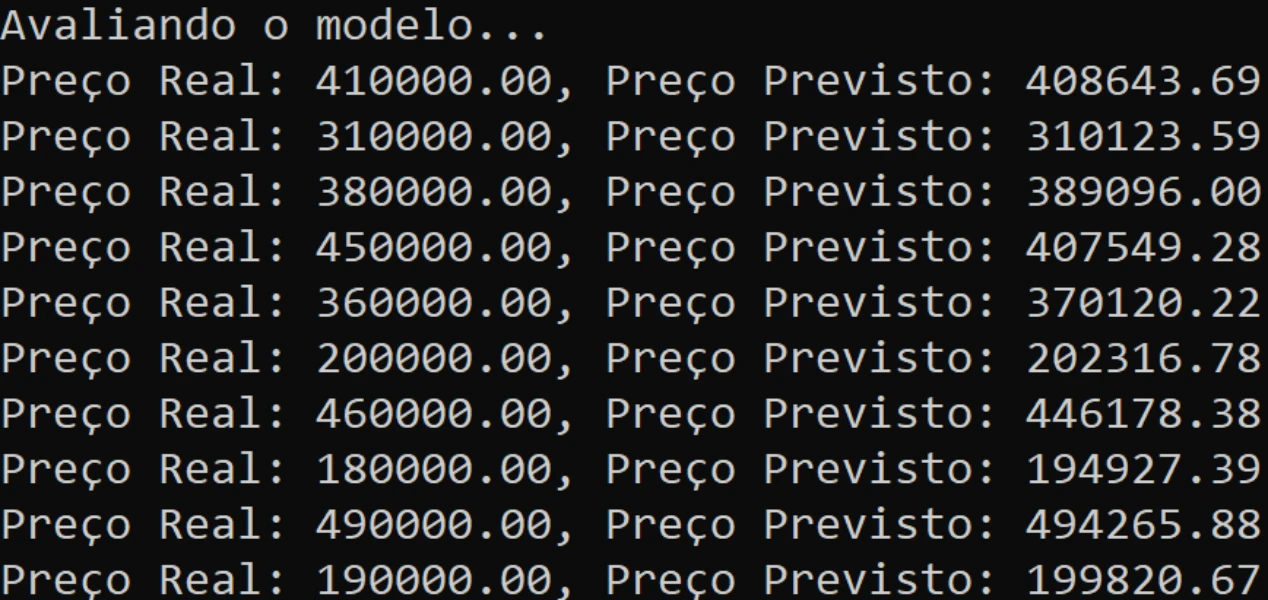 Avaliando o modelo...
Preço Real: 410000.00, Preço Previsto: 408643.69
Preço Real: 310000.00, Preço Previsto: 310123.59
Preço Real: 380000.00, Preço Previsto: 389096.00
Preço Real: 450000.00, Preço Previsto: 407549.28
Preço Real: 360000.00, Preço Previsto: 370120.22
Preço Real: 200000.00, Preço Previsto: 202316.78
Preço Real: 460000.00, Preço Previsto: 446178.38
Preço Real: 180000.00, Preço Previsto: 194927.39
Preço Real: 490000.00, Preço Previsto: 494265.88
Preço Real: 190000.00, Preço Previsto: 199820.67